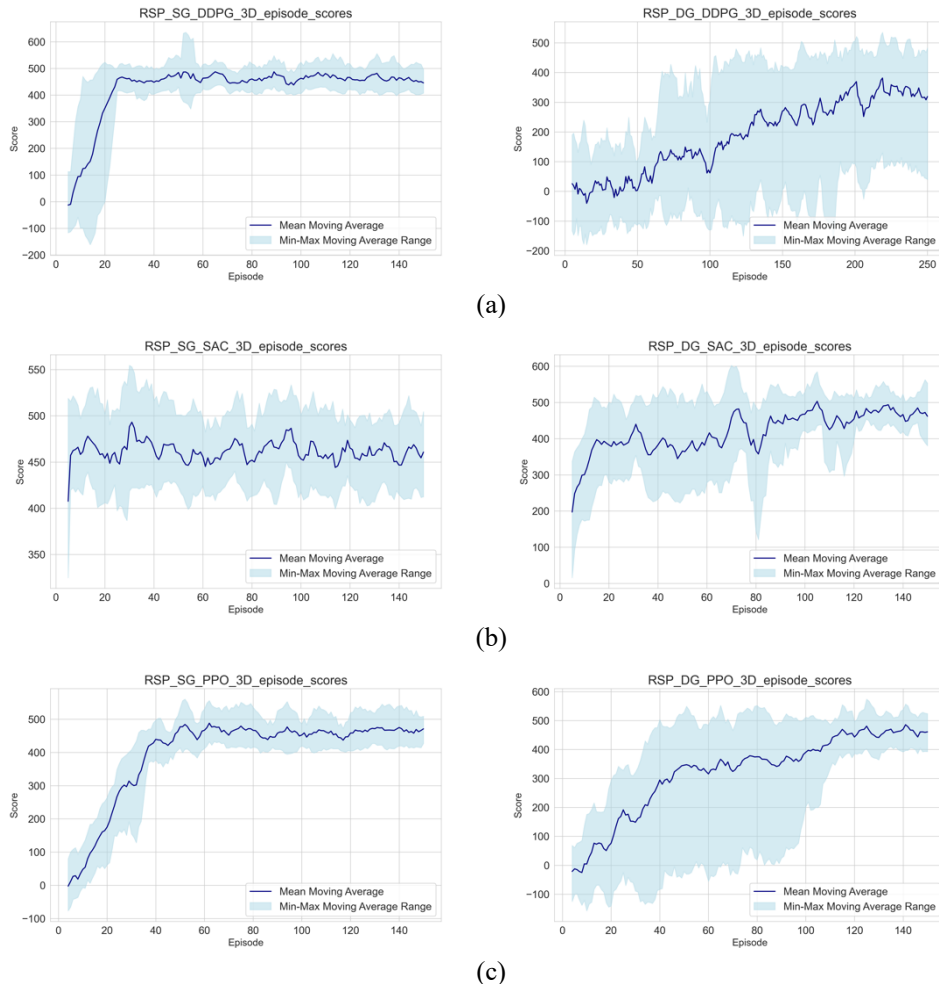 RSP_SG_DDPG_3D_episode_scores
600
500
400
300
200
100
0
−100
−200
Score
0 20 40 60 80 100 120 140
Episode
Mean Moving Average
Min-Max Moving Average Range
RSP_DG_DDPG_3D_episode_scores
500
400
300
200
100
0
−100
−200
Score
0 50 100 150 200 250
Episode
Mean Moving Average
Min-Max Moving Average Range
(a)
RSP_SG_SAC_3D_episode_scores
550
500
450
400
350
Score
0 20 40 60 80 100 120 140
Episode
Mean Moving Average
Min-Max Moving Average Range
RSP_DG_SAC_3D_episode_scores
600
500
400
300
200
100
0
Score
0 20 40 60 80 100 120 140
Episode
Mean Moving Average
Min-Max Moving Average Range
(b)
RSP_SG_PPO_3D_episode_scores
500
400
300
200
100
0
−100
Score
0 20 40 60 80 100 120 140
Episode
Mean Moving Average
Min-Max Moving Average Range
RSP_DG_PPO_3D_episode_scores
600
500
400
300
200
100
0
−100
Score
0 20 40 60 80 100 120 140
Episode
Mean Moving Average
Min-Max Moving Average Range
(c)